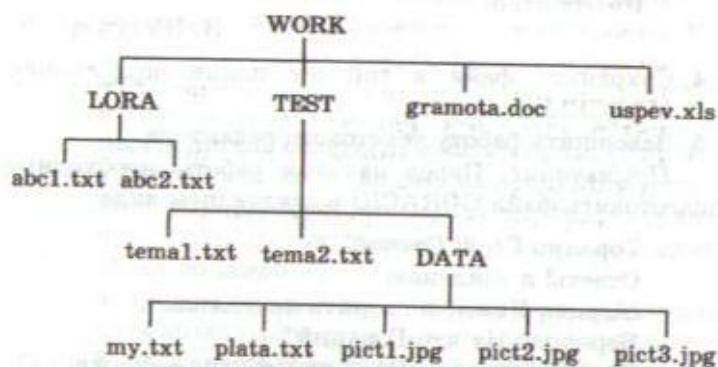 WORK
LORA TEST gramota.doc uspev.xls
abc1.txt abc2.txt
tema1.txt tema2.txt DATA
my.txt plata.txt pict1.jpg pict2.jpg pict3.jpg